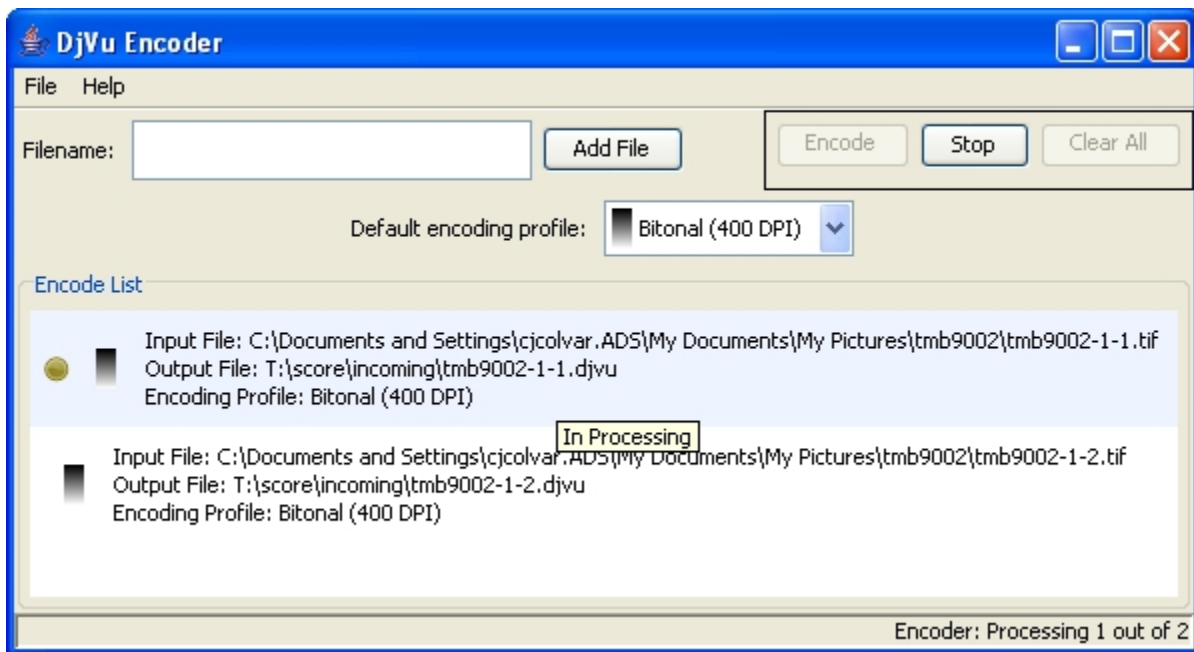 DjVu Encoder
File Help
Filename: Add File Encode Stop Clear All
Default encoding profile: Bitonal (400 DPI)
Encode List
Input File: C:\Documents and Settings\cjcolvar.ADS\My Documents\My Pictures\tmb9002\tmb9002-1-1.tif
Output File: T:\score\incoming\tmb9002-1-1.djvu
Encoding Profile: Bitonal (400 DPI)
In Processing
Input File: C:\Documents and Settings\cjcolvar.ADS\My Documents\My Pictures\tmb9002\tmb9002-1-2.tif
Output File: T:\score\incoming\tmb9002-1-2.djvu
Encoding Profile: Bitonal (400 DPI)
Encoder: Processing 1 out of 2